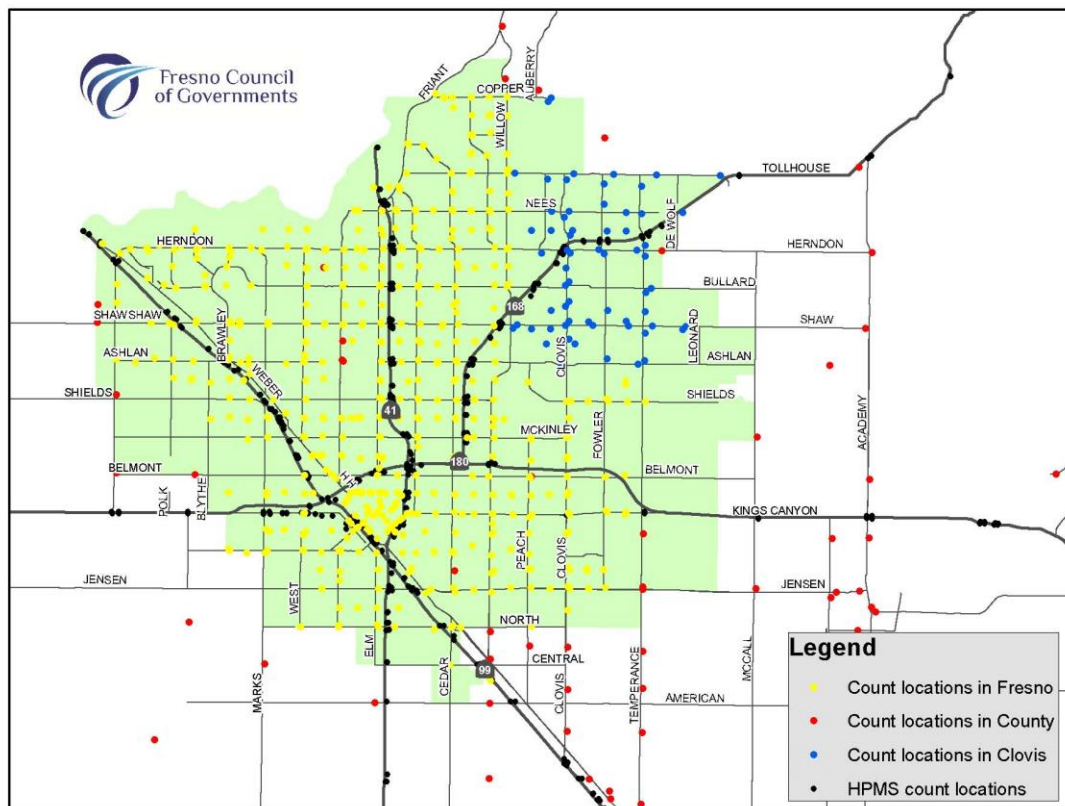 Fresno Council
of Governments
FRIANT
COPPER
AUBERRY
WILLOW
TOLLHOUSE
NEES
DE WOLF
HERNDON
HERNDON
BULLARD
168
SHAWSHAW
SHAW
BRAWLEY
CLOVIS
LEONARD
ASHLAN
ASHLAN
WEBER
SHIELDS
SHIELDS
41
MCKINLEY
FOWLER
ACADEMY
180
BELMONT
BELMONT
HH
POLK
BLYTHE
KINGS CANYON
PEACH
CLOVIS
JENSEN
WEST
JENSEN
NORTH
ELM
CEDAR
CENTRAL
99
MARKS
CLOVIS
TEMPERANCE
MCCALL
AMERICAN
Legend
Count locations in Fresno
Count locations in County
Count locations in Clovis
HPMS count locations